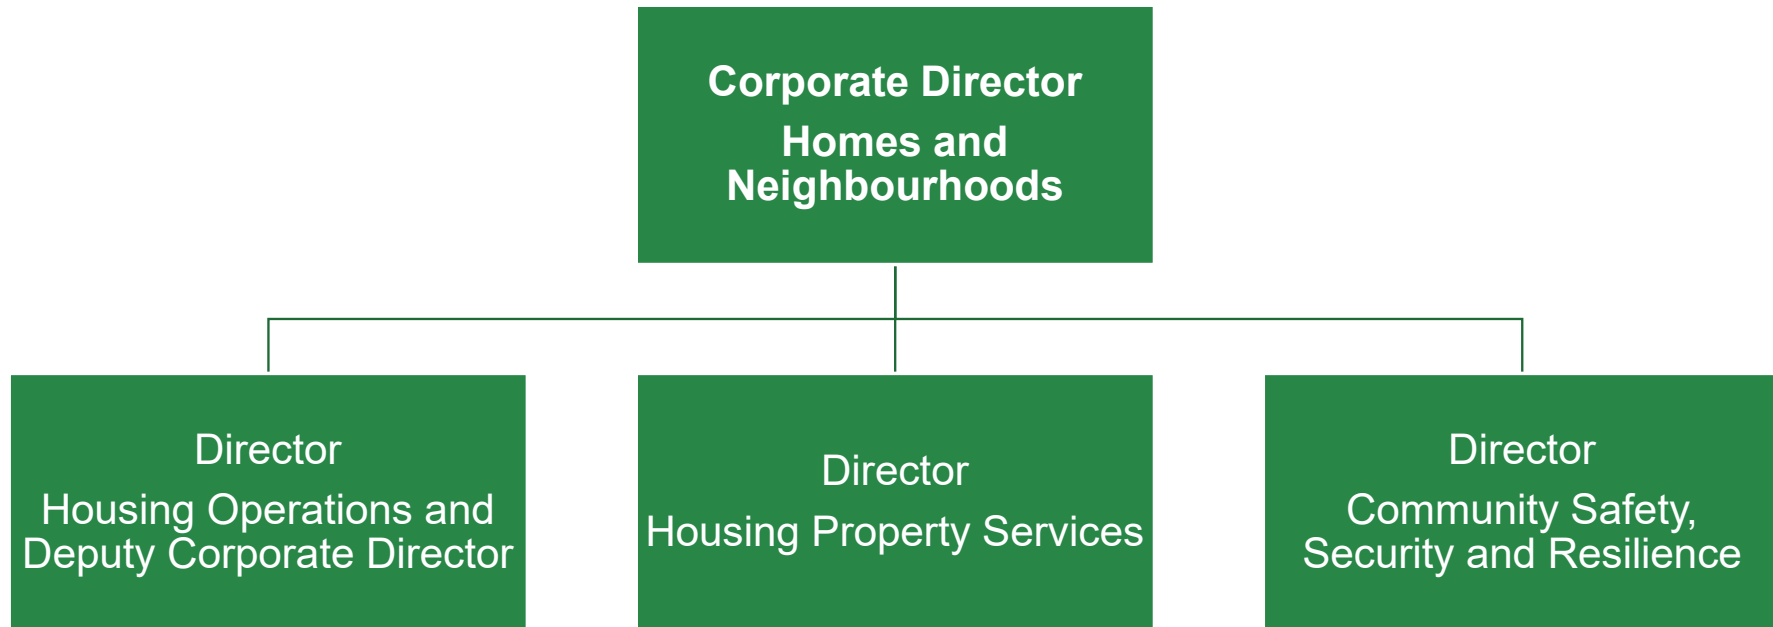 Corporate Director
Homes and
Neighbourhoods
Director
Housing Operations and
Deputy Corporate Director
Director
Housing Property Services
Director
Community Safety,
Security and Resilience